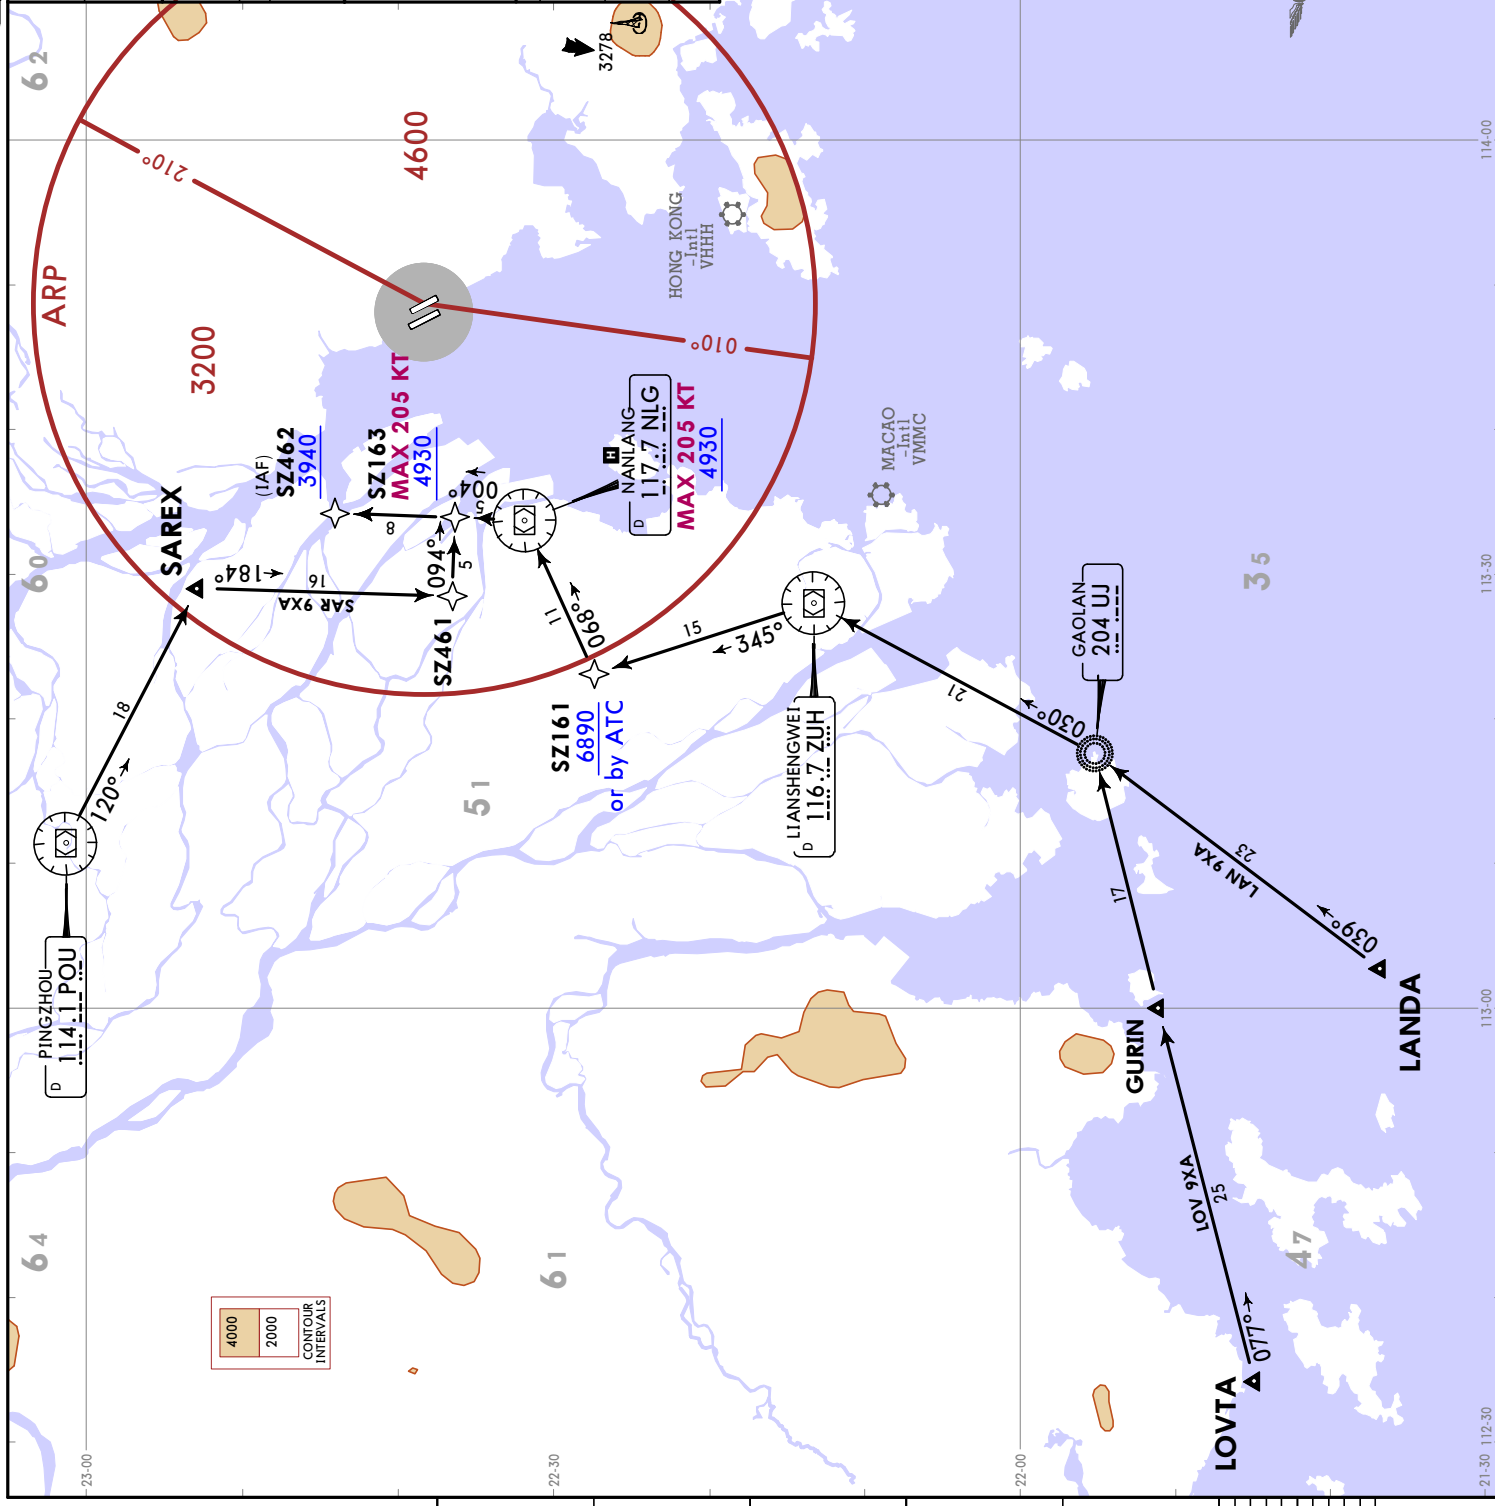 62
60
64
51
61
35
47
ARP
210°
4600
3200
010°
3278
HONG KONG
-Intl
VHHH
MACAO
-Intl
VMMC
114-00
113-30
113-00
21-30 112-30
23-00
22-30
22-00
PINGZHOU
D
114.1 POU
120°
18
SAREX
184°
16
SAR 9XA
SZ461
094°
5
(IAF)
SZ462
3940
8
SZ163
MAX 205 KT
4930
004°
5
H
NANLANG
D
117.7 NLG
MAX 205 KT
4930
11
068°
SZ161
6890
or by ATC
15
345°
LIANSHENGWEI
D
116.7 ZUH
21
030°
GAOLAN
204 UJ
17
GURIN
LAN 9XA
23
039°
LANDA
LOV 9XA
25
077°
LOVTA
4000
2000
CONTOUR
INTERVALS